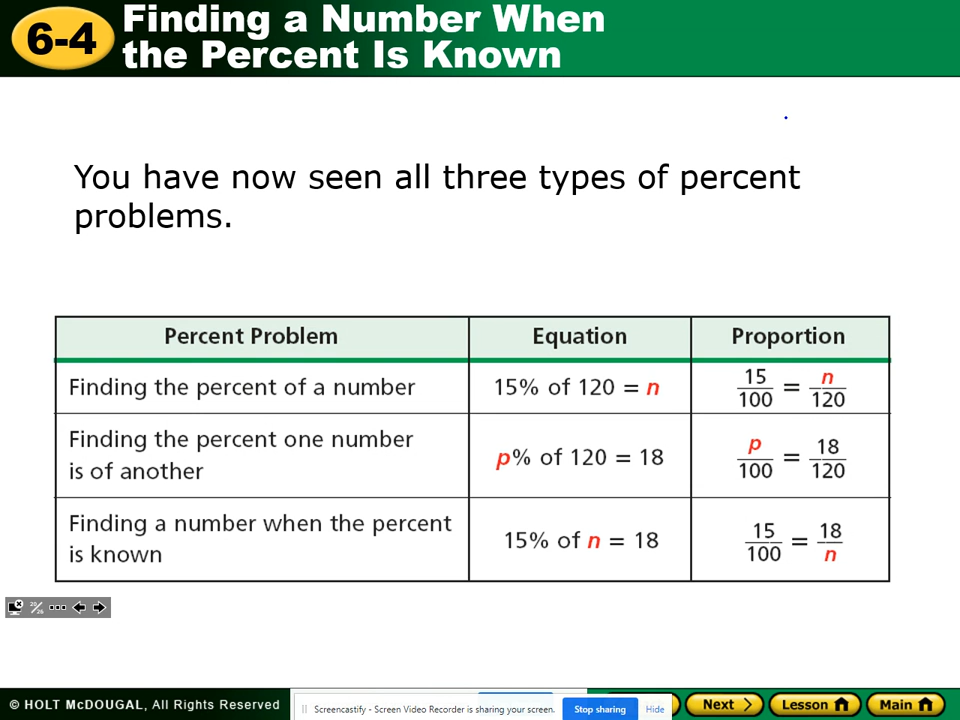 6-4
Finding a Number When
the Percent Is Known
You have now seen all three types of percent
problems.
Percent Problem Equation Proportion
Finding the percent of a number 15% of 120 = n 15/100 = n/120
Finding the percent one number
is of another p% of 120 = 18 p/100 = 18/120
Finding a number when the percent
is known 15% of n = 18 15/100 = 18/n
© HOLT McDOUGAL, All Rights Reserved
Screencastify - Screen Video Recorder is sharing your screen. Stop sharing Hide
Next Lesson Main